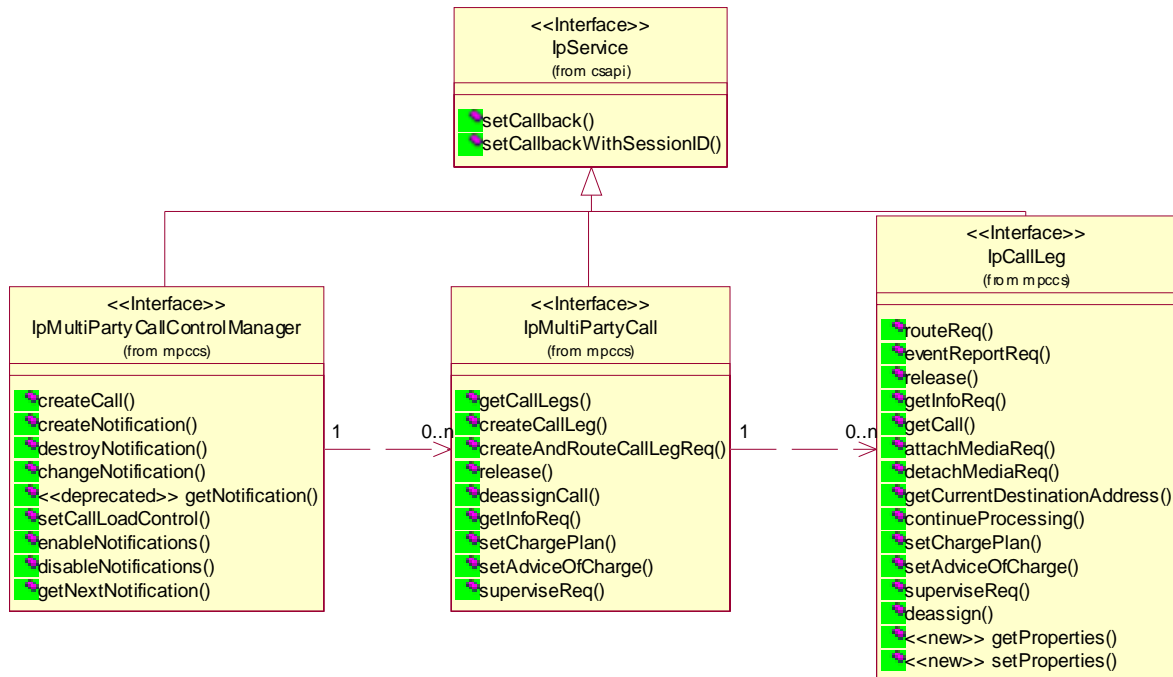 <<Interface>>
IpService
(from csapi)
setCallback()
setCallbackWithSessionID()
<<Interface>>
IpMultiPartyCallControlManager
(from mpccs)
createCall()
createNotification()
destroyNotification()
changeNotification()
<<deprecated>> getNotification()
setCallLoadControl()
enableNotifications()
disableNotifications()
getNextNotification()
1
0..n
<<Interface>>
IpMultiPartyCall
(from mpccs)
getCallLegs()
createCallLeg()
createAndRouteCallLegReq()
release()
deassignCall()
getInfoReq()
setChargePlan()
setAdviceOfCharge()
superviseReq()
1
0..n
<<Interface>>
IpCallLeg
(from mpccs)
routeReq()
eventReportReq()
release()
getInfoReq()
getCall()
attachMediaReq()
detachMediaReq()
getCurrentDestinationAddress()
continueProcessing()
setChargePlan()
setAdviceOfCharge()
superviseReq()
deassign()
<<new>> getProperties()
<<new>> setProperties()